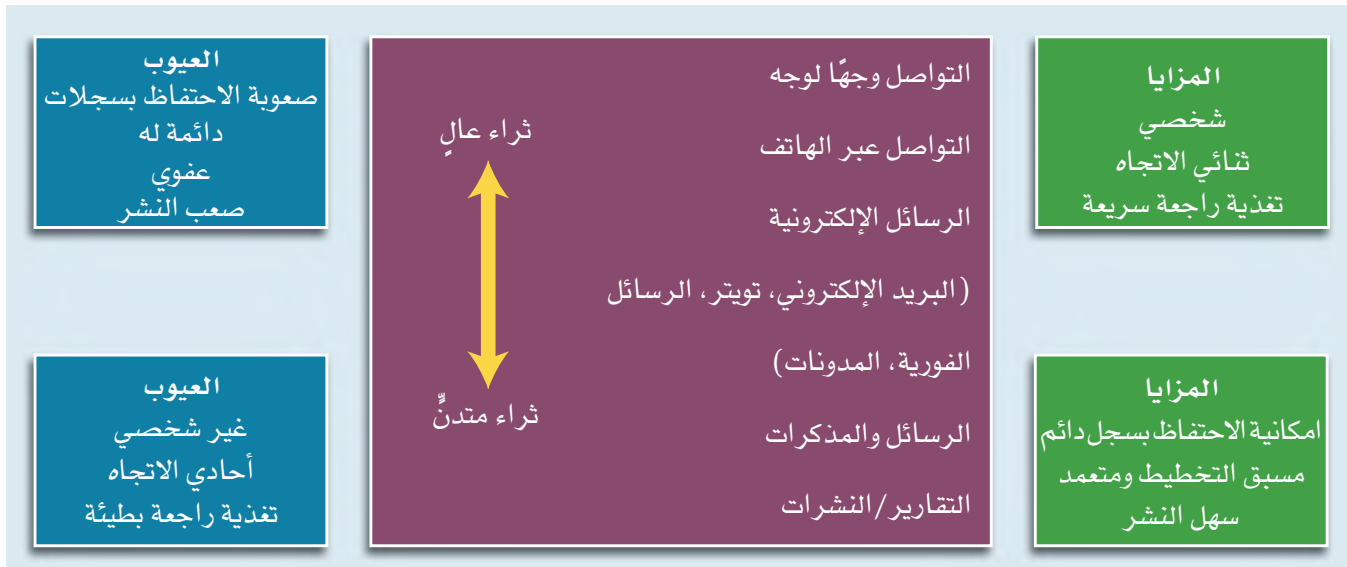 المزايا
شخصي
ثنائي الاتجاه
تغذية راجعة سريعة
المزايا
امكانية الاحتفاظ بسجل دائم
مسبق التخطيط ومتعمد
سهل النشر
التواصل وجهًا لوجه
التواصل عبر الهاتف
الرسائل الإلكترونية
(البريد الإلكتروني، تويتر، الرسائل
الفورية، المدونات)
الرسائل والمذكرات
التقارير/النشرات
ثراء عالٍ
ثراء متدنٍّ
العيوب
صعوبة الاحتفاظ بسجلات
دائمة له
عفوي
صعب النشر
العيوب
غير شخصي
أحادي الاتجاه
تغذية راجعة بطيئة